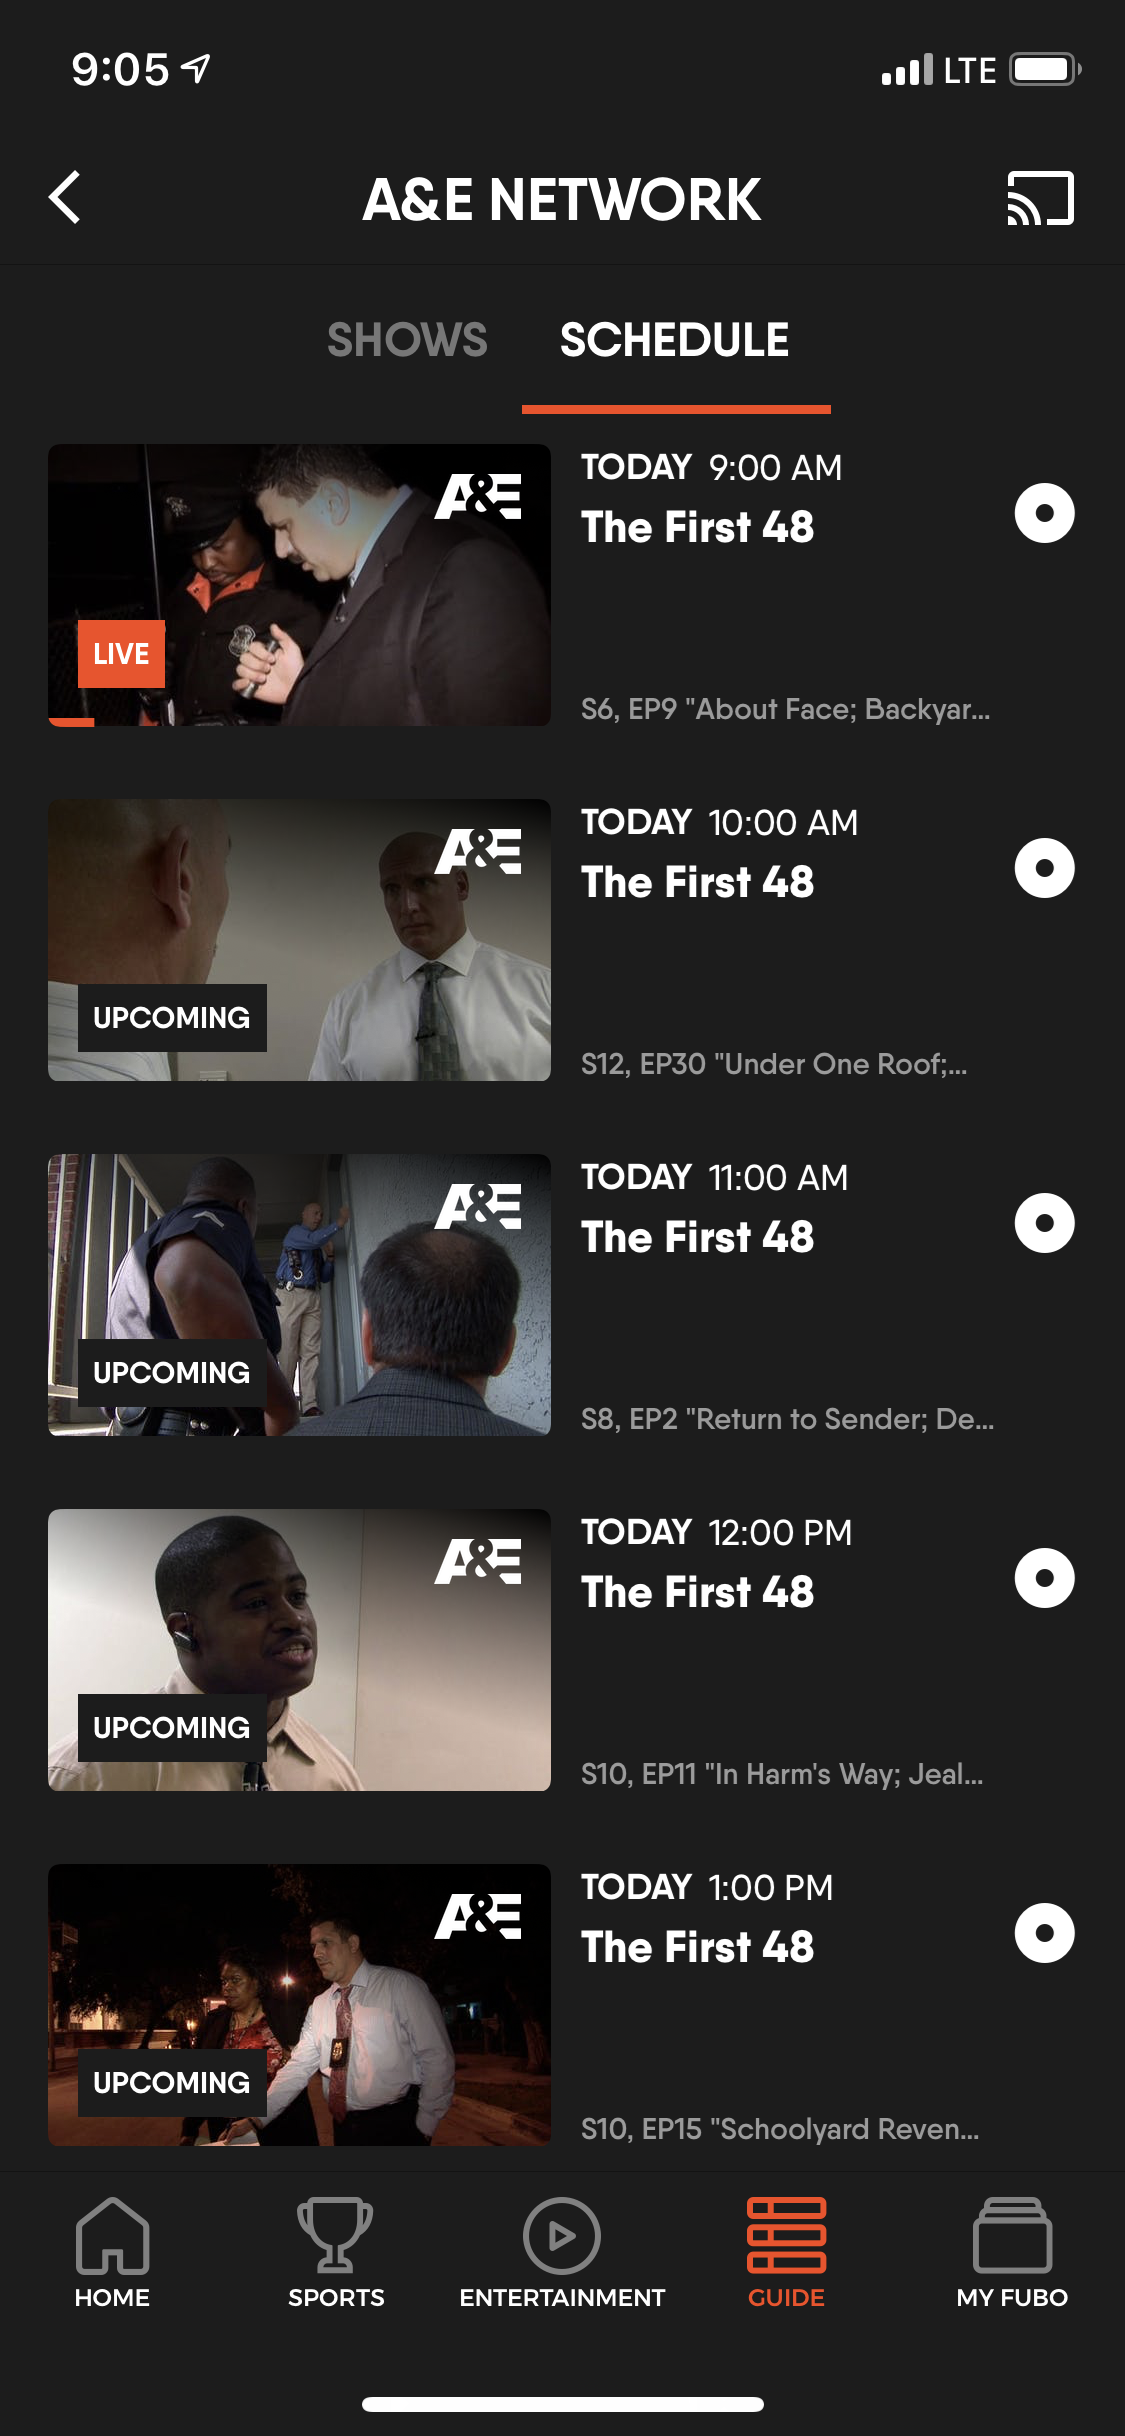 9:05
LTE
A&E NETWORK
SHOWS
SCHEDULE
A&E
LIVE
TODAY 9:00 AM
The First 48
S6, EP9 "About Face; Backyar...
A&E
UPCOMING
TODAY 10:00 AM
The First 48
S12, EP30 "Under One Roof;...
A&E
UPCOMING
TODAY 11:00 AM
The First 48
S8, EP2 "Return to Sender; De...
A&E
UPCOMING
TODAY 12:00 PM
The First 48
S10, EP11 "In Harm's Way; Jeal...
A&E
UPCOMING
TODAY 1:00 PM
The First 48
S10, EP15 "Schoolyard Reven...
HOME
SPORTS
ENTERTAINMENT
GUIDE
MY FUBO